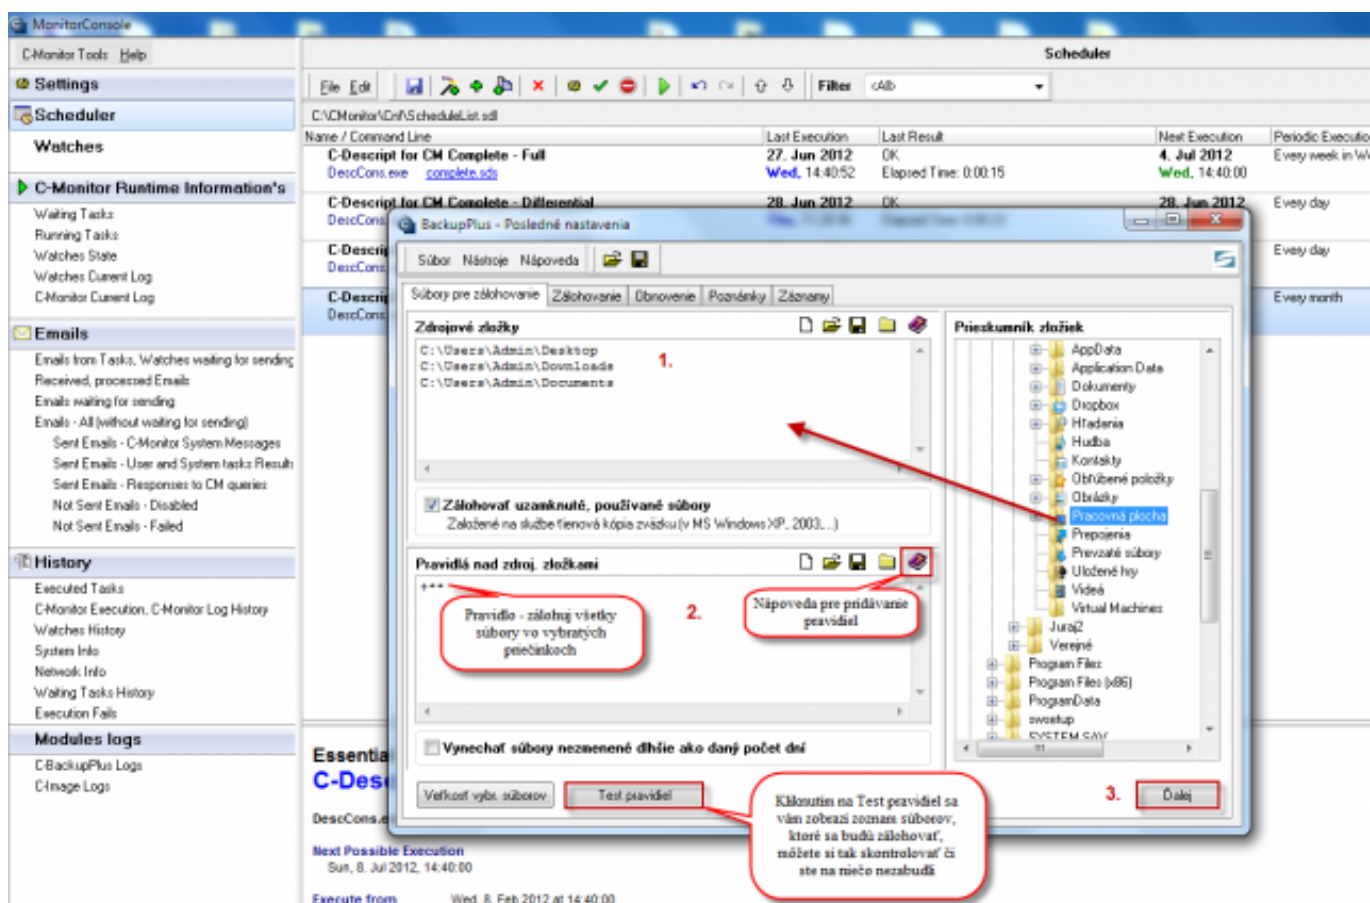 MonitorConsole
C-Monitor Tools Help
Scheduler
Settings
File Edit
Filter
<All>
Scheduler
C:\CMonitor\Cnf\ScheduleList.sdl
Name / Command Line
Last Execution
Last Result
Next Execution
Periodic Executio
Watches
C-Descript for CM Complete - Full
27. Jun 2012
OK
4. Jul 2012
Every week in W
DescCons.exe complete.sds
Wed, 14:40:52
Elapsed Time: 0:00:15
Wed, 14:40:00
C-Monitor Runtime Information's
Waiting Tasks
Running Tasks
Watches State
Watches Current Log
C-Monitor Current Log
C-Descript for CM Complete - Differential
28. Jun 2012
OK
28. Jun 2012
Every day
DescCons
C-Descrip
Every day
DescCons
C-Descrip
Every month
DescCons
Emails
Emails from Tasks, Watches waiting for sending
Received, processed Emails
Emails waiting for sending
Emails - All (without waiting for sending)
Sent Emails - C-Monitor System Messages
Sent Emails - User and System tasks Results
Sent Emails - Responses to CM queries
Not Sent Emails - Disabled
Not Sent Emails - Failed
History
Executed Tasks
C-Monitor Execution, C-Monitor Log History
Watches History
System Info
Network Info
Waiting Tasks History
Execution Fails
Modules logs
C-BackupPlus Logs
C-Image Logs
BackupPlus - Posledné nastavenia
Súbor Nástroje Nápoveda
Súbory pre zálohovanie
Zálohovanie
Obnovenie
Poznámky
Záznamy
Zdrojové zložky
C:\Users\Admin\Desktop
C:\Users\Admin\Downloads
C:\Users\Admin\Documents
1.
Zálohovať uzamknuté, používané súbory
Založené na službe tieňová kópia zväzku (v MS Windows XP, 2003,...)
Pravidlá nad zdroj. zložkami
+**
Pravidlo - zálohuj všetky
súbory vo vybratých
priečinkoch
2.
Nápoveda pre pridávanie
pravidiel
Vynechať súbory nezmenené dlhšie ako daný počet dní
Veľkosť vybr. súborov
Test pravidiel
Prieskumník zložiek
AppData
Application Data
Dokumenty
Dropbox
Hľadania
Hudba
Kontakty
Obľúbené položky
Obrázky
Pracovná plocha
Prepojenia
Prevzaté súbory
Uložené hry
Videá
Virtual Machines
Juraj2
Verejné
Program Files
Program Files (x86)
ProgramData
swsetup
SYSTEM.SAV
3.
Ďalej
Kliknutím na Test pravidiel sa
vám zobrazí zoznam súborov,
ktoré sa budú zálohovať,
môžete si tak skontrolovať či
ste na niečo nezabudli
Essentia
C-Des
DescCons.e
Next Possible Execution
Sun, 8. Jul 2012, 14:40:00
Execute from
Wed, 8. Feb 2012 at 14:40:00